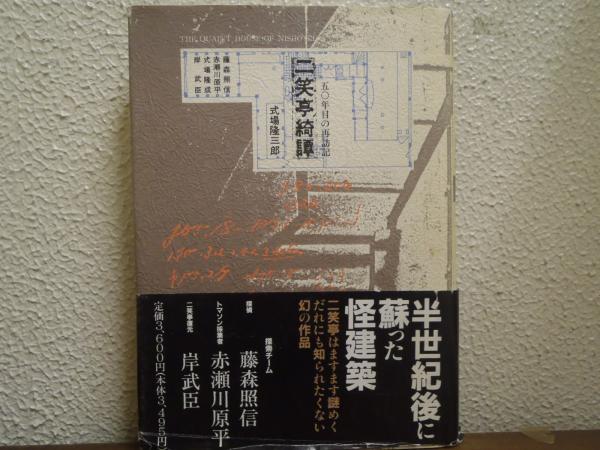 THE QUAINT HOUSE OF NISHO-TEI
五〇年目の再訪記
二笑亭綺譚
式場隆三郎
藤森照信
赤瀬川原平
式場隆成
岸武臣
半世紀後に
蘇った
怪建築
二笑亭はますます謎めく
だれにも知られたくない
幻の作品
探索チーム
探偵
藤森照信
トマソン採集者
赤瀬川原平
二笑亭復元
岸武臣
定価3,600円(本体3,495円)